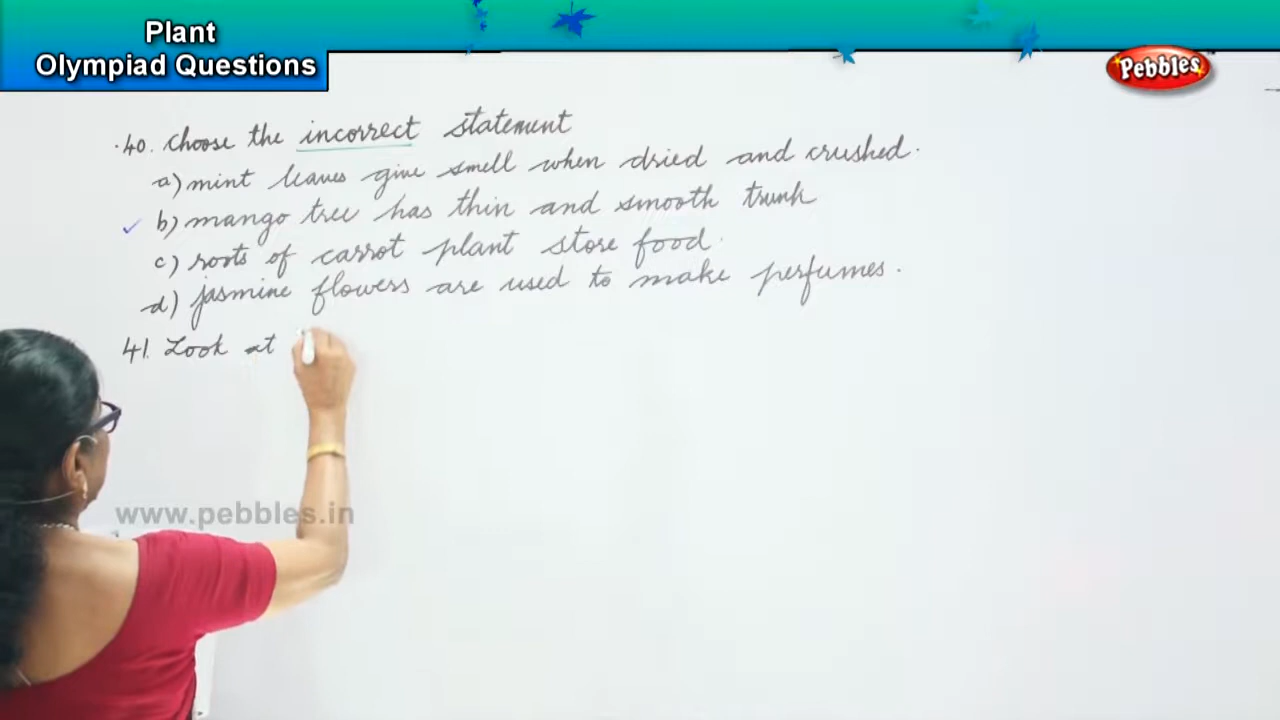 Plant
Olympiad Questions
Pebbles
40. Choose the incorrect statement
a) mint leaves give smell when dried and crushed.
b) mango tree has thin and smooth trunk
c) roots of carrot plant store food.
d) jasmine flowers are used to make perfumes.
41. Look at
www.pebbles.in